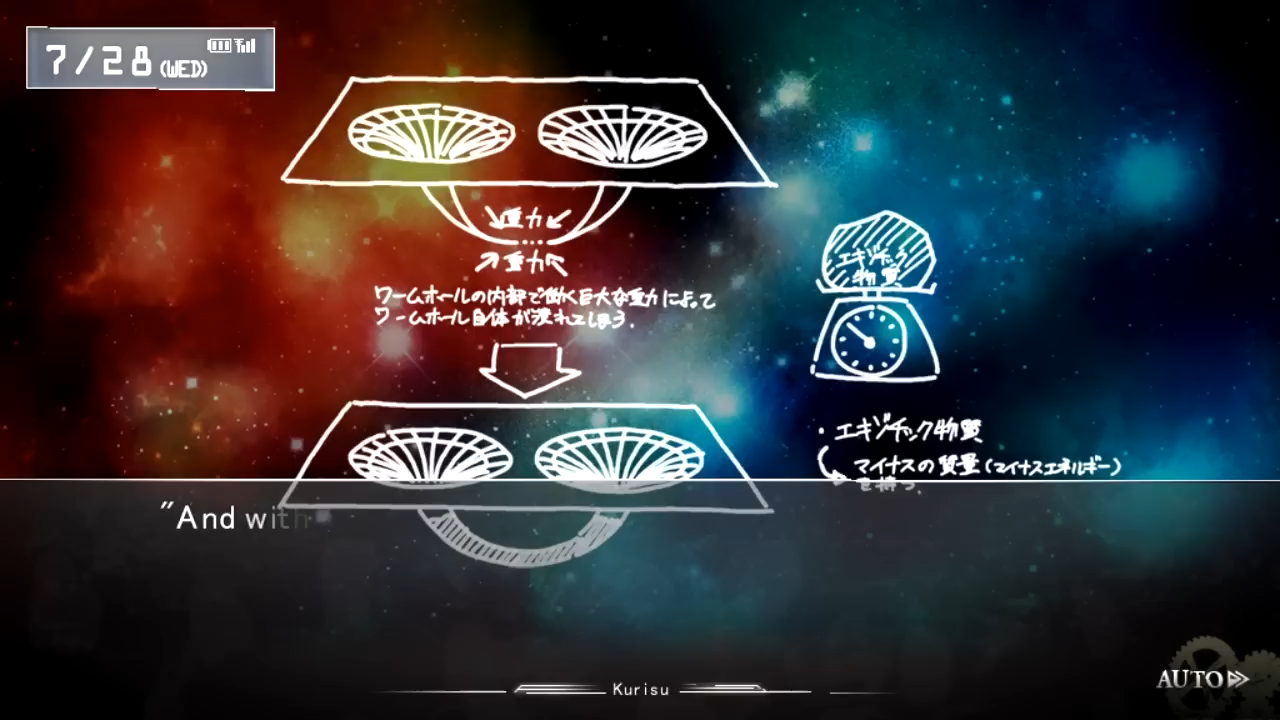 7/28 (WED)
重力
重力
ワームホールの内部で働く巨大な重力によって
ワームホール自体が潰れてしまう.
エキゾチック
物質
・エキゾチック物質
マイナスの質量(マイナスエネルギー)
を持つ.
"And with
Kurisu
AUTO